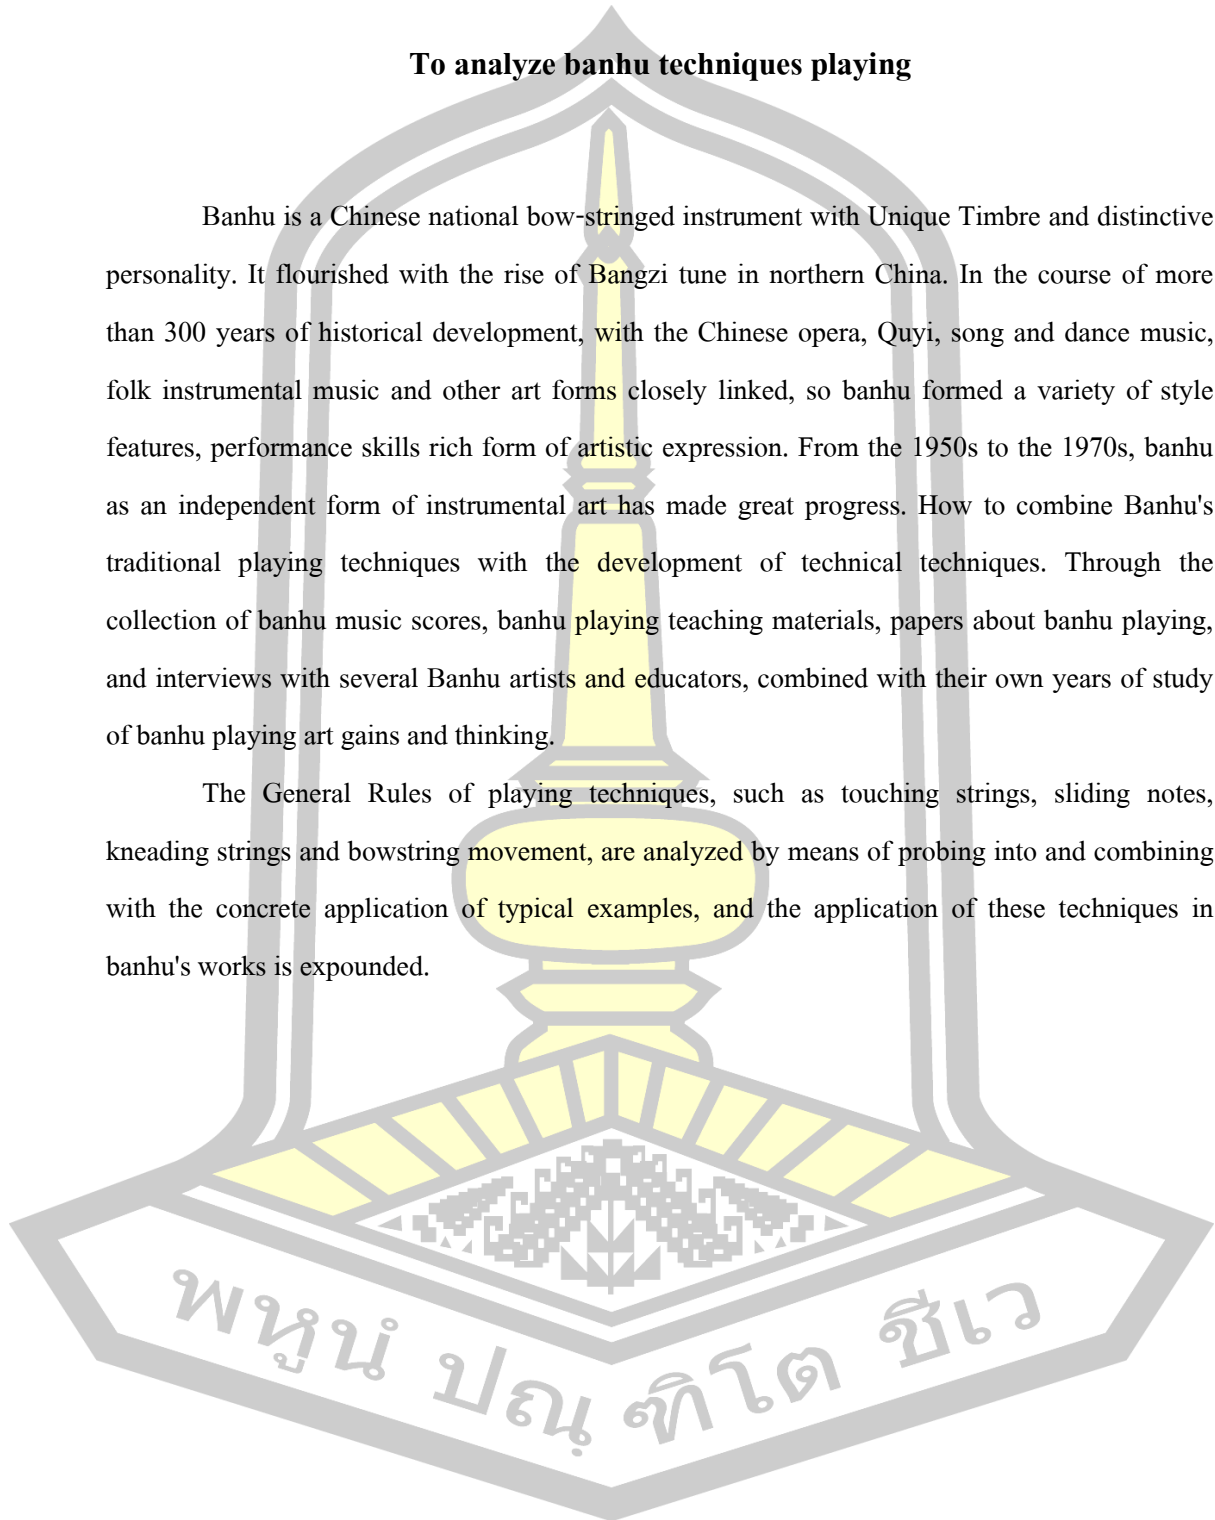 To analyze banhu techniques playing
Banhu is a Chinese national bow-stringed instrument with Unique Timbre and distinctive
personality. It flourished with the rise of Bangzi tune in northern China. In the course of more
than 300 years of historical development, with the Chinese opera, Quyi, song and dance music,
folk instrumental music and other art forms closely linked, so banhu formed a variety of style
features, performance skills rich form of artistic expression. From the 1950s to the 1970s, banhu
as an independent form of instrumental art has made great progress. How to combine Banhu's
traditional playing techniques with the development of technical techniques. Through the
collection of banhu music scores, banhu playing teaching materials, papers about banhu playing,
and interviews with several Banhu artists and educators, combined with their own years of study
of banhu playing art gains and thinking.
The General Rules of playing techniques, such as touching strings, sliding notes,
kneading strings and bowstring movement, are analyzed by means of probing into and combining
with the concrete application of typical examples, and the application of these techniques in
banhu's works is expounded.
พหูนํ ปณฺฑิโต ชีเว